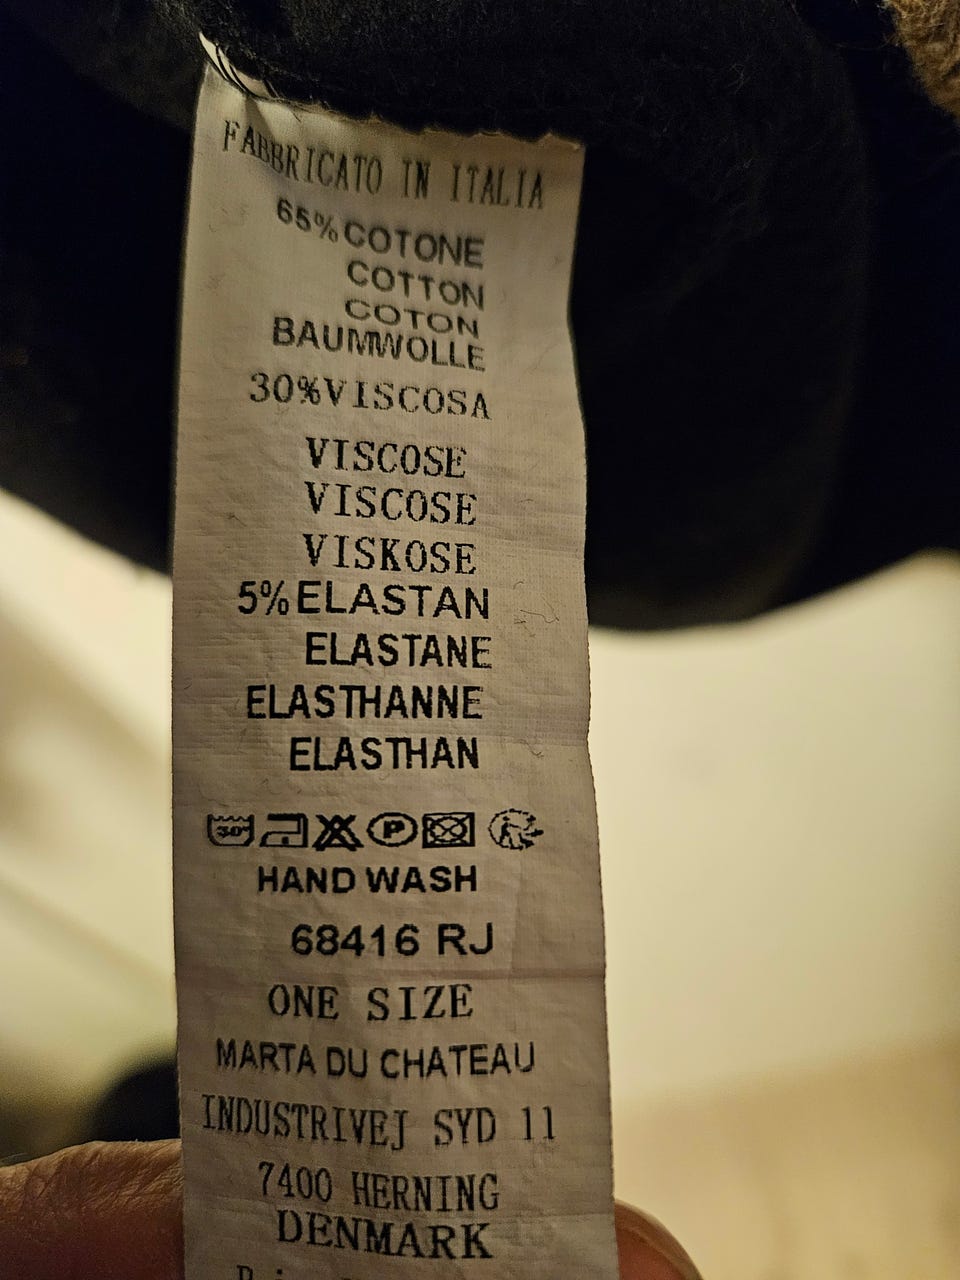 FABBRICATO IN ITALIA
65%COTONE
COTTON
COTON
BAUMWOLLE
30%VISCOSA
VISCOSE
VISCOSE
VISKOSE
5%ELASTAN
ELASTANE
ELASTHANNE
ELASTHAN
30° P
HAND WASH
68416 RJ
ONE SIZE
MARTA DU CHATEAU
INDUSTRIVEJ SYD 11
7400 HERNING
DENMARK